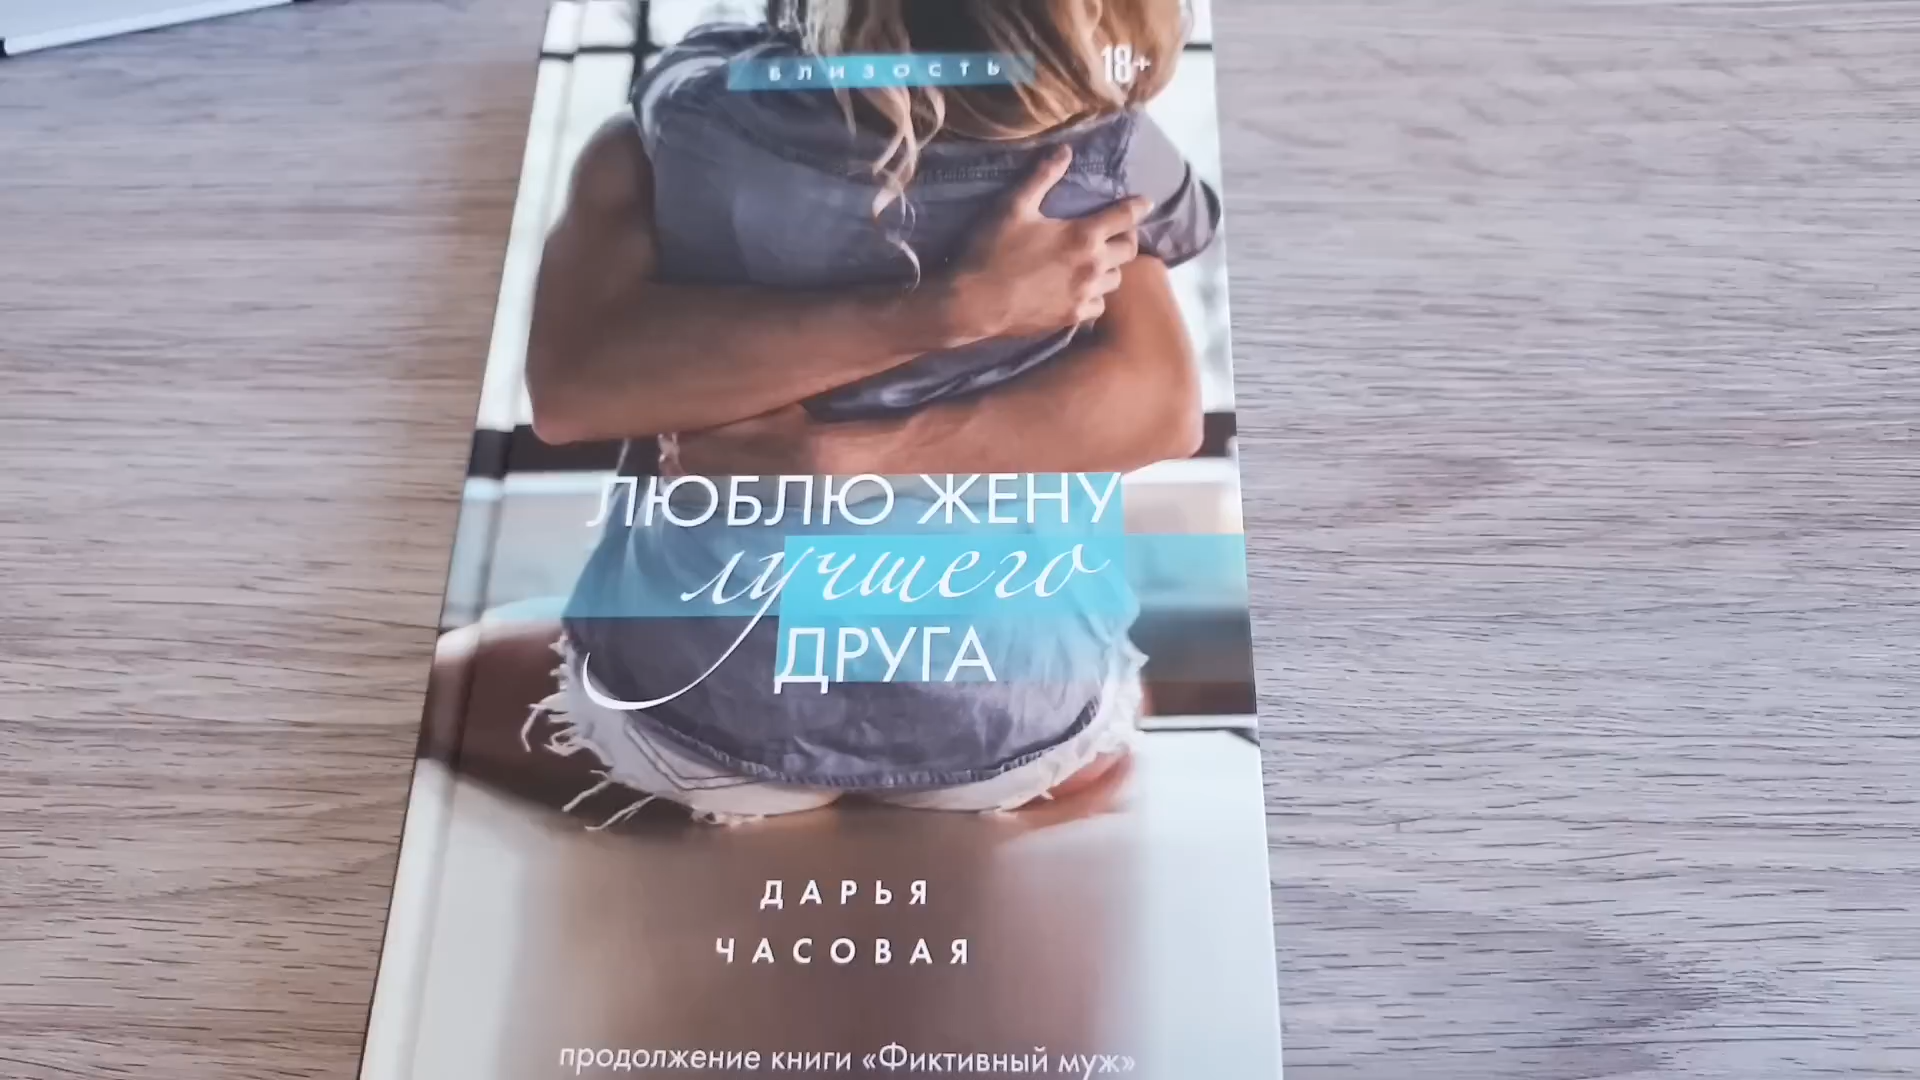 БЛИЗОСТЬ
18+
ЛЮБЛЮ ЖЕНУ
лучшего
ДРУГА
ДАРЬЯ
ЧАСОВАЯ
продолжение книги «Фиктивный муж»